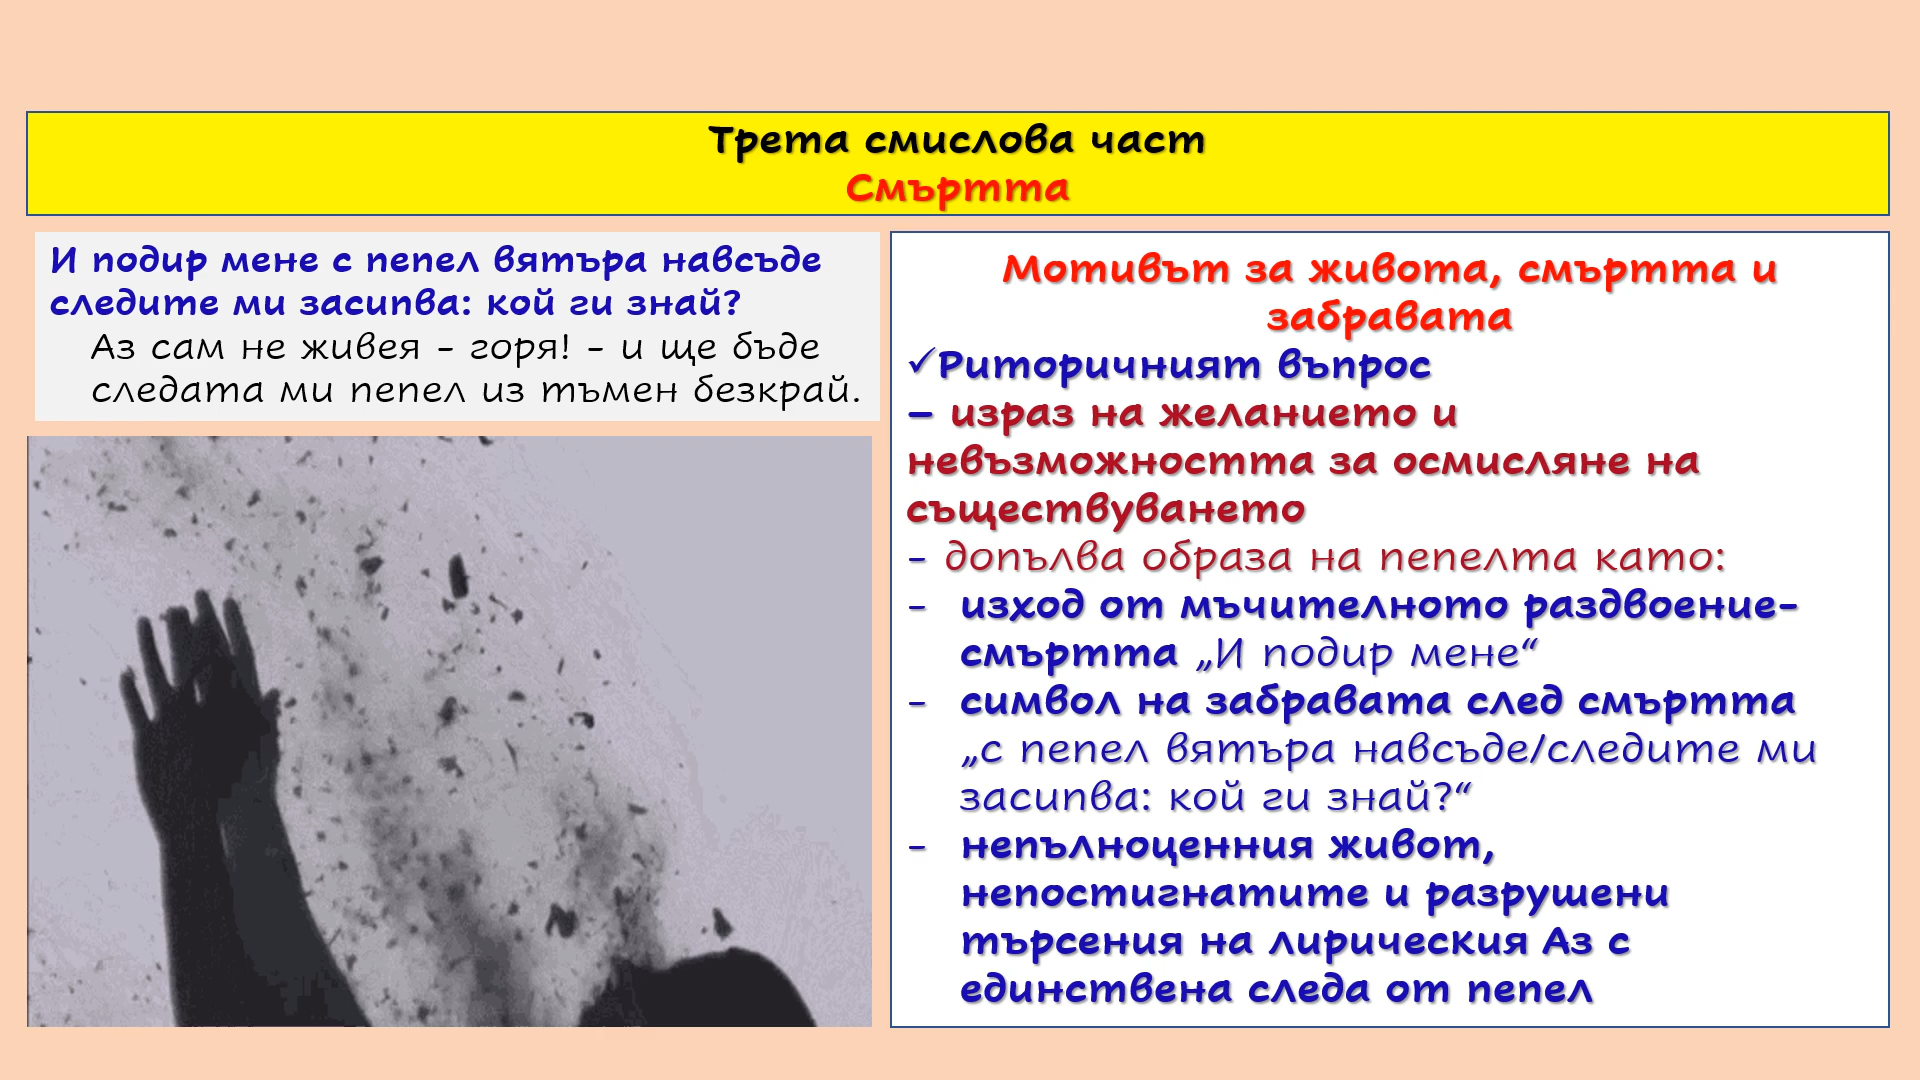 Трета смислова част
Смъртта
И подир мене с пепел вятъра навсъде
следите ми засипва: кой ги знай?
Аз сам не живея - горя! - и ще бъде
следата ми пепел из тъмен безкрай.
Мотивът за живота, смъртта и
забравата
✓Риторичният въпрос
– израз на желанието и
невъзможността за осмисляне на
съществуването
- допълва образа на пепелта като:
- изход от мъчителното раздвоение-
смъртта „И подир мене“
- символ на забравата след смъртта
„с пепел вятъра навсъде/следите ми
засипва: кой ги знай?“
- непълноценния живот,
непостигнатите и разрушени
търсения на лирическия Аз с
единствена следа от пепел